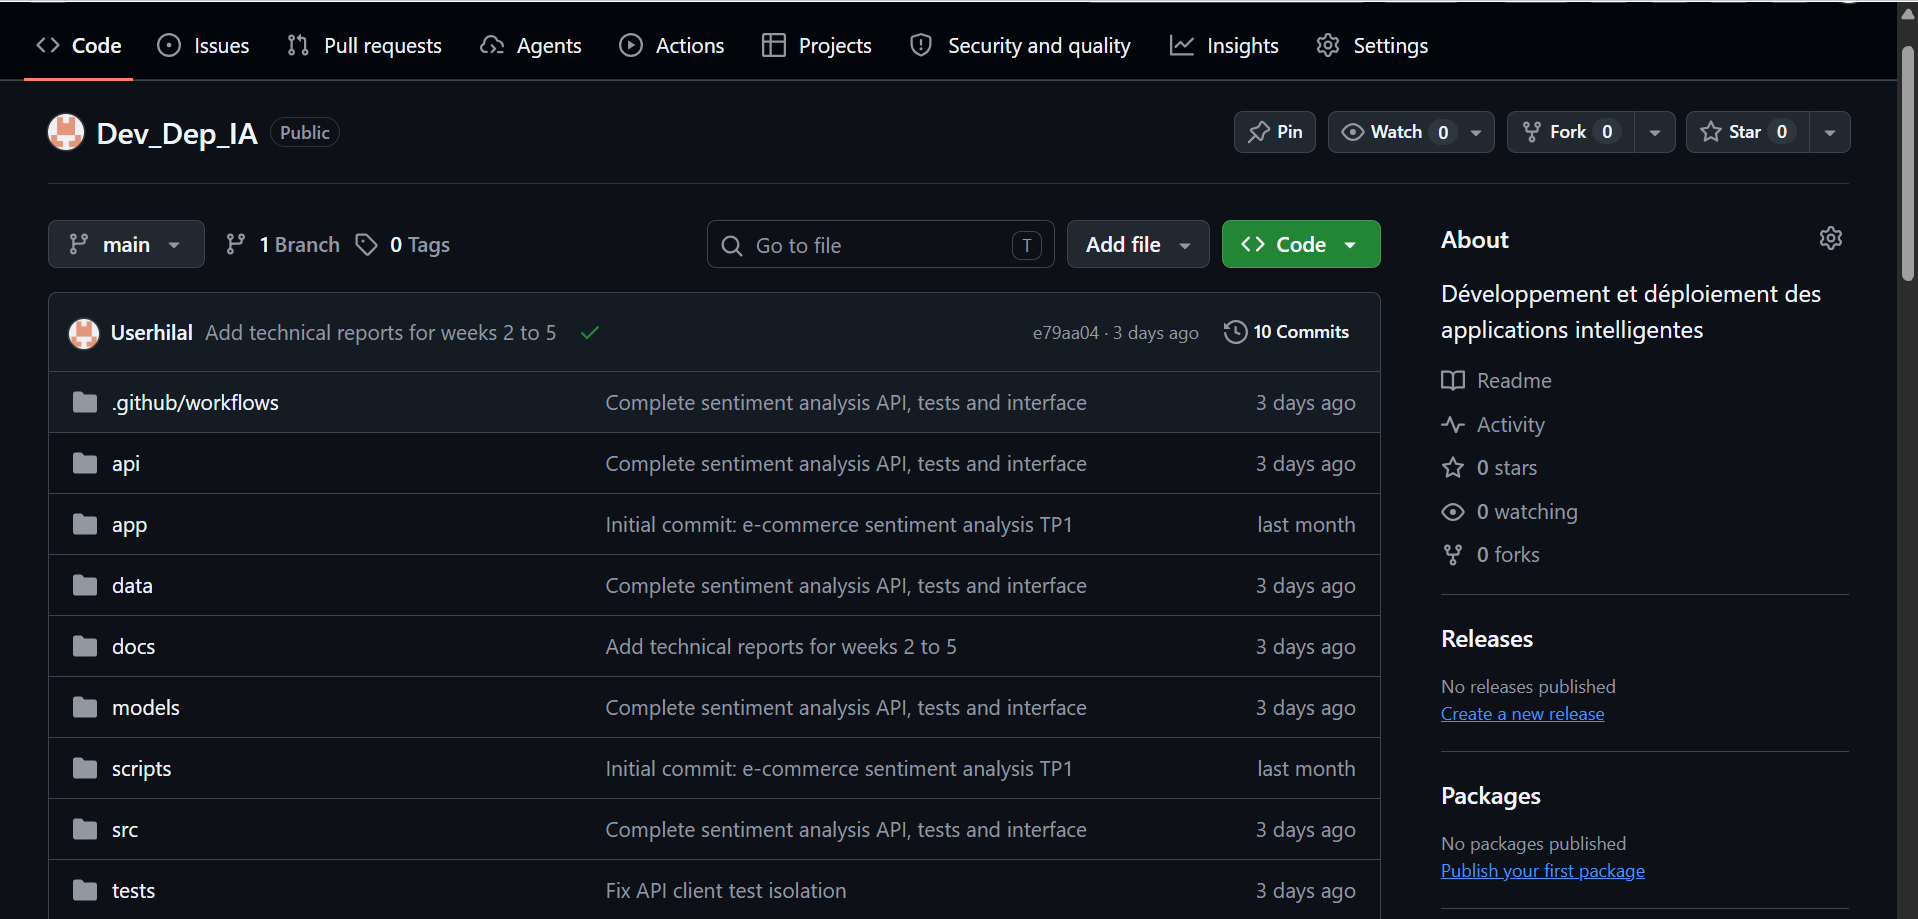 Code Issues Pull requests Agents Actions Projects Security and quality Insights Settings
Dev_Dep_IA Public Pin Watch 0 Fork 0 Star 0
main 1 Branch 0 Tags Go to file T Add file Code
Userhilal Add technical reports for weeks 2 to 5 e79aa04 · 3 days ago 10 Commits
.github/workflows Complete sentiment analysis API, tests and interface 3 days ago
api Complete sentiment analysis API, tests and interface 3 days ago
app Initial commit: e-commerce sentiment analysis TP1 last month
data Complete sentiment analysis API, tests and interface 3 days ago
docs Add technical reports for weeks 2 to 5 3 days ago
models Complete sentiment analysis API, tests and interface 3 days ago
scripts Initial commit: e-commerce sentiment analysis TP1 last month
src Complete sentiment analysis API, tests and interface 3 days ago
tests Fix API client test isolation 3 days ago
About
Développement et déploiement des
applications intelligentes
Readme
Activity
0 stars
0 watching
0 forks
Releases
No releases published
Create a new release
Packages
No packages published
Publish your first package